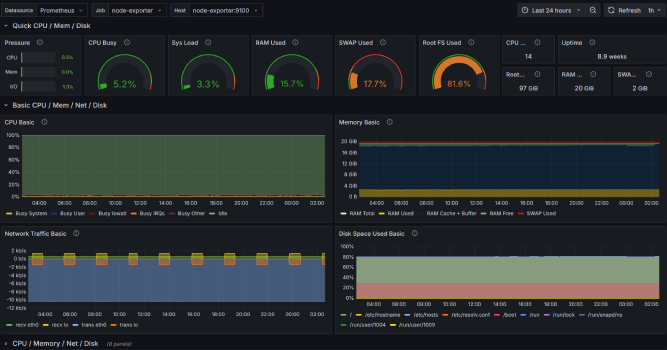 Datasource Prometheus Job node-exporter Host node-exporter:9100 Last 24 hours Refresh 1h
Quick CPU / Mem / Disk
Pressure CPU Busy Sys Load RAM Used SWAP Used Root FS Used CPU ... Uptime
CPU 0.5%
Mem 0.0%
I/O 1.3%
5.2% 3.3% 15.7% 17.7% 81.6%
14 8.9 weeks
Root... RAM ... SWA...
97 GiB 20 GiB 2 GiB
Basic CPU / Mem / Net / Disk
CPU Basic
100%
80%
60%
40%
20%
0%
04:00 06:00 08:00 10:00 12:00 14:00 16:00 18:00 20:00 22:00 00:00 02:00
Busy System Busy User Busy Iowait Busy IRQs Busy Other Idle
Memory Basic
20 GiB
16 GiB
12 GiB
8 GiB
4 GiB
0 B
04:00 06:00 08:00 10:00 12:00 14:00 16:00 18:00 20:00 22:00 00:00 02:00
RAM Total RAM Used RAM Cache + Buffer RAM Free SWAP Used
Network Traffic Basic
2 kb/s
0 b/s
-2 kb/s
-4 kb/s
-6 kb/s
-8 kb/s
-10 kb/s
-12 kb/s
04:00 06:00 08:00 10:00 12:00 14:00 16:00 18:00 20:00 22:00 00:00 02:00
recv eth0 recv lo trans eth0 trans lo
Disk Space Used Basic
100%
80%
60%
40%
20%
0%
04:00 06:00 08:00 10:00 12:00 14:00 16:00 18:00 20:00 22:00 00:00 02:00
/ /etc/hostname /etc/hosts /etc/resolv.conf /boot /run /run/lock /run/snapd/ns
/run/user/1004 /run/user/1009
CPU / Memory / Net / Disk (8 panels)